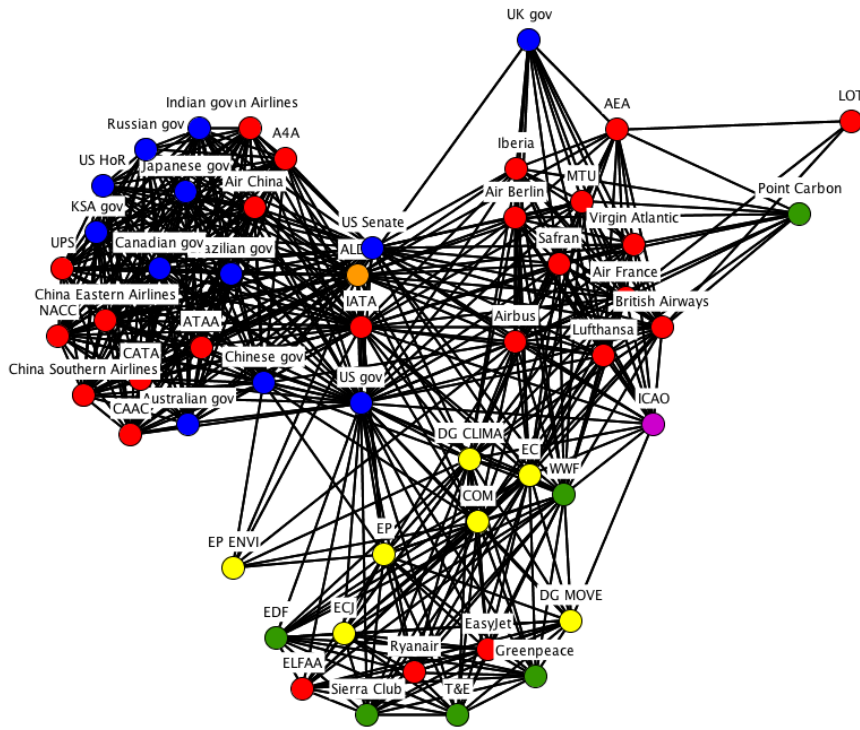 UK gov
LOT
Indian gov
n Airlines
AEA
Russian gov
A4A
Iberia
US HoR
Japanese gov
MTU
Air China
Air Berlin
Point Carbon
KSA gov
Virgin Atlantic
US Senate
UPS
Canadian gov
azilian gov
ALD
Safran
Air France
China Eastern Airlines
NACC
ATAA
IATA
Airbus
British Airways
Lufthansa
CATA
Chinese gov
China Southern Airlines
US gov
CAAC
Australian gov
ICAO
DG CLIMA
EC
WWF
COM
EP ENVI
EP
DG MOVE
EDF
ECJ
EasyJet
Ryanair
Greenpeace
ELFAA
Sierra Club
T&E